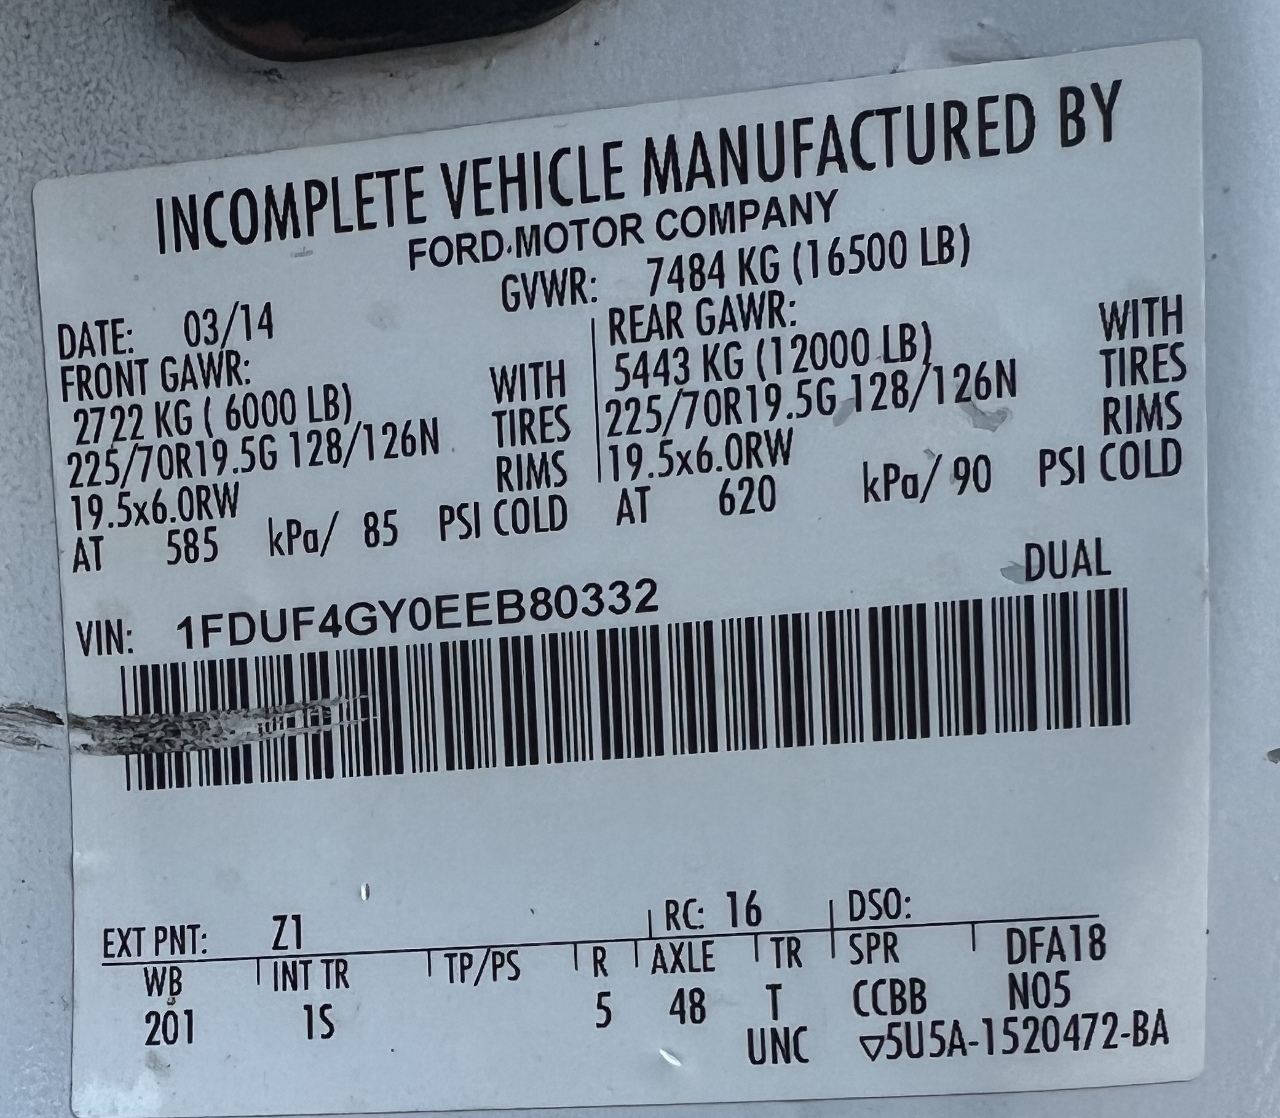 INCOMPLETE VEHICLE MANUFACTURED BY
FORD MOTOR COMPANY
GVWR: 7484 KG (16500 LB)
DATE: 03/14
FRONT GAWR:
2722 KG ( 6000 LB) WITH
225/70R19.5G 128/126N TIRES
19.5x6.0RW RIMS
AT 585 kPa/ 85 PSI COLD
REAR GAWR:
5443 KG (12000 LB) WITH
225/70R19.5G 128/126N TIRES
19.5x6.0RW RIMS
AT 620 kPa/ 90 PSI COLD
DUAL
VIN: 1FDUF4GY0EEB80332
EXT PNT: Z1 RC: 16 DSO:
WB INT TR TP/PS R AXLE TR SPR DFA18
201 1S 5 48 T CCBB N05
UNC ▽5U5A-1520472-BA